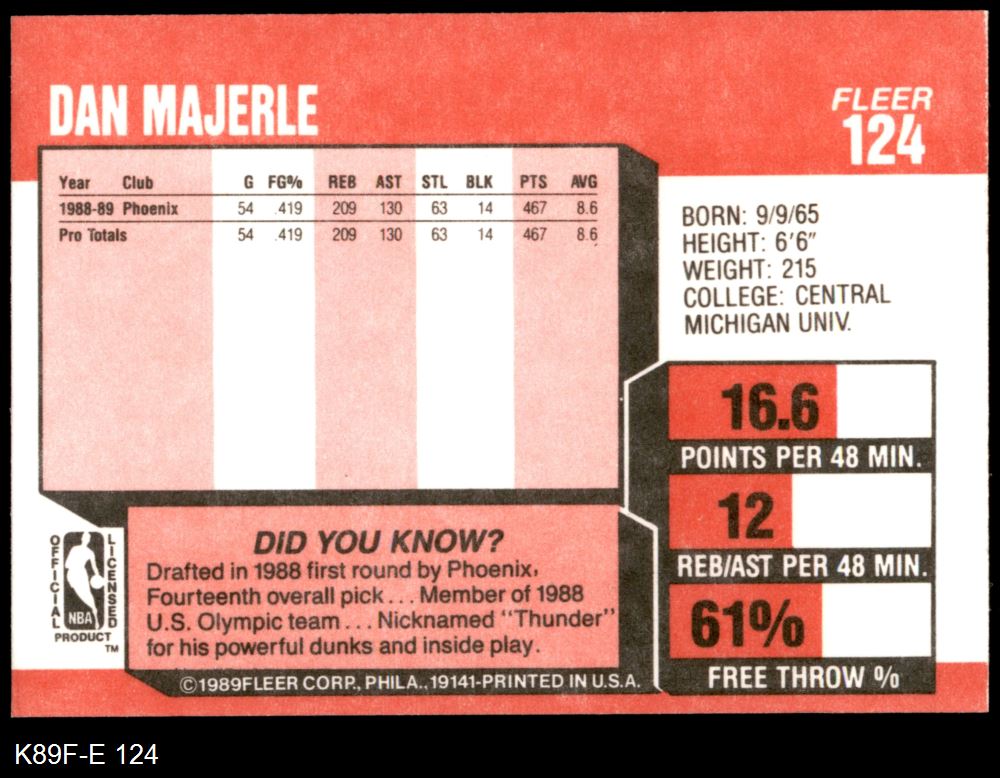 DAN MAJERLE
FLEER
124
Year Club G FG% REB AST STL BLK PTS AVG
1988-89 Phoenix 54 .419 209 130 63 14 467 8.6
Pro Totals 54 .419 209 130 63 14 467 8.6
BORN: 9/9/65
HEIGHT: 6'6"
WEIGHT: 215
COLLEGE: CENTRAL
MICHIGAN UNIV.
16.6
POINTS PER 48 MIN.
12
REB/AST PER 48 MIN.
61%
FREE THROW %
OFFICIAL
LICENSED
NBA
PRODUCT
TM
DID YOU KNOW?
Drafted in 1988 first round by Phoenix,
Fourteenth overall pick... Member of 1988
U.S. Olympic team... Nicknamed "Thunder"
for his powerful dunks and inside play.
©1989FLEER CORP., PHILA., 19141-PRINTED IN U.S.A.
K89F-E 124